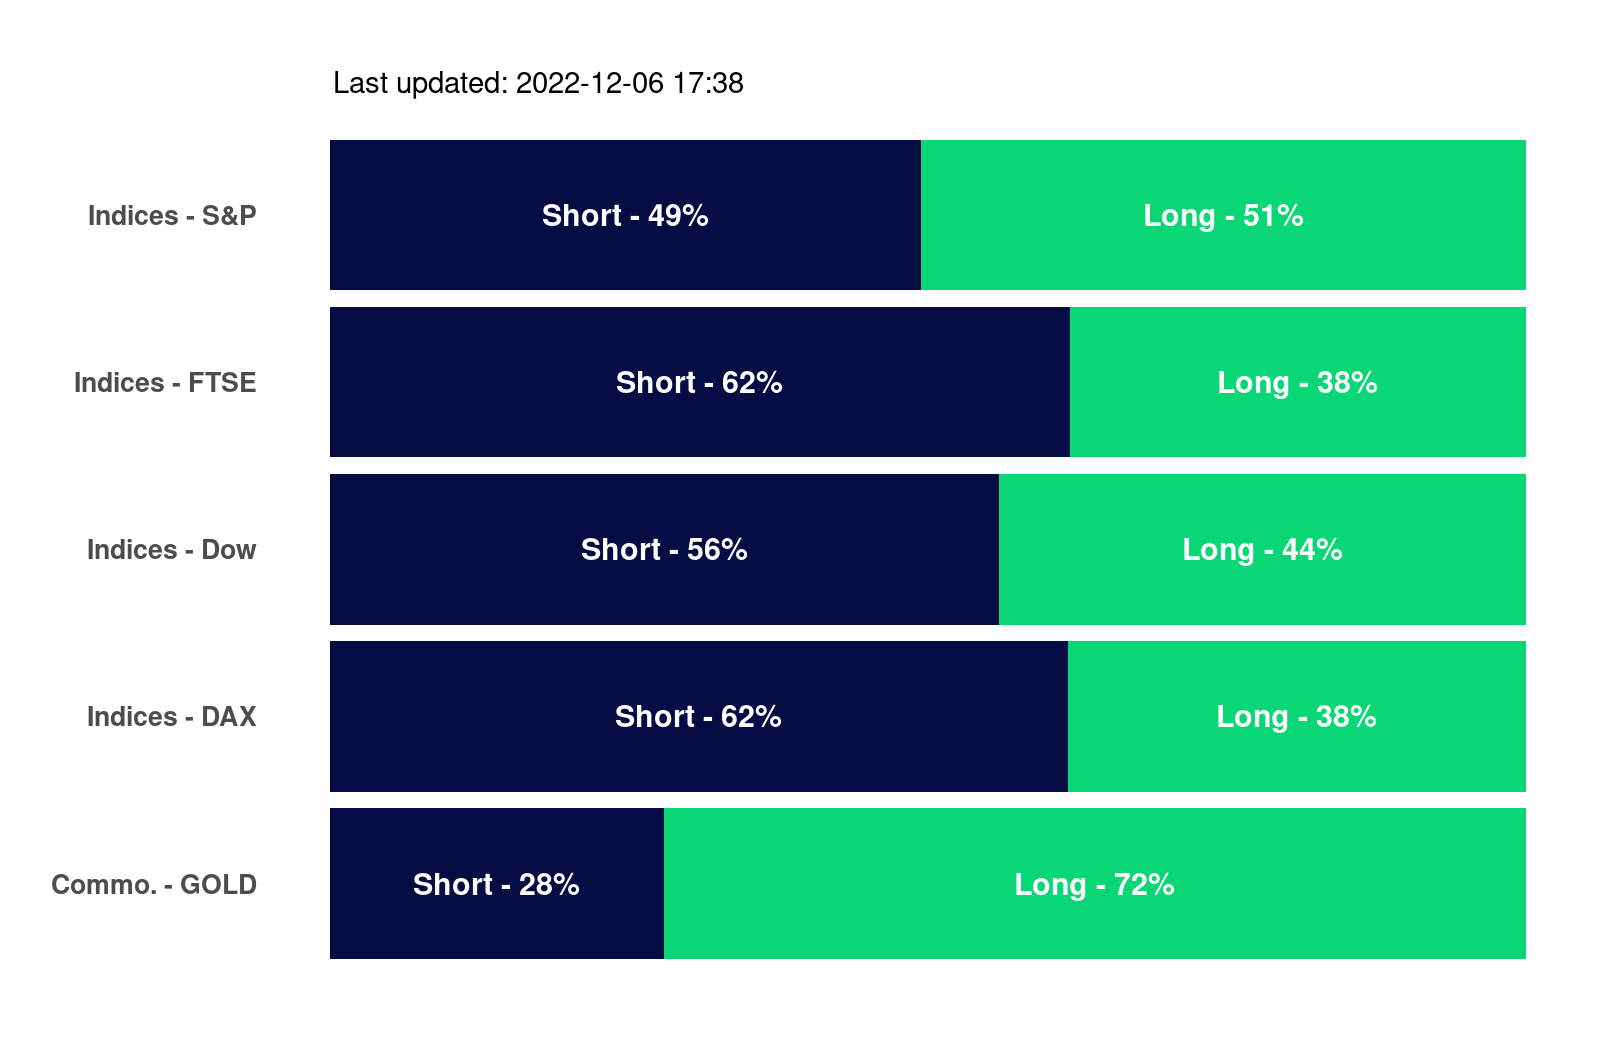 Last updated: 2022-12-06 17:38
Indices - S&P Short - 49% Long - 51%
Indices - FTSE Short - 62% Long - 38%
Indices - Dow Short - 56% Long - 44%
Indices - DAX Short - 62% Long - 38%
Commo. - GOLD Short - 28% Long - 72%